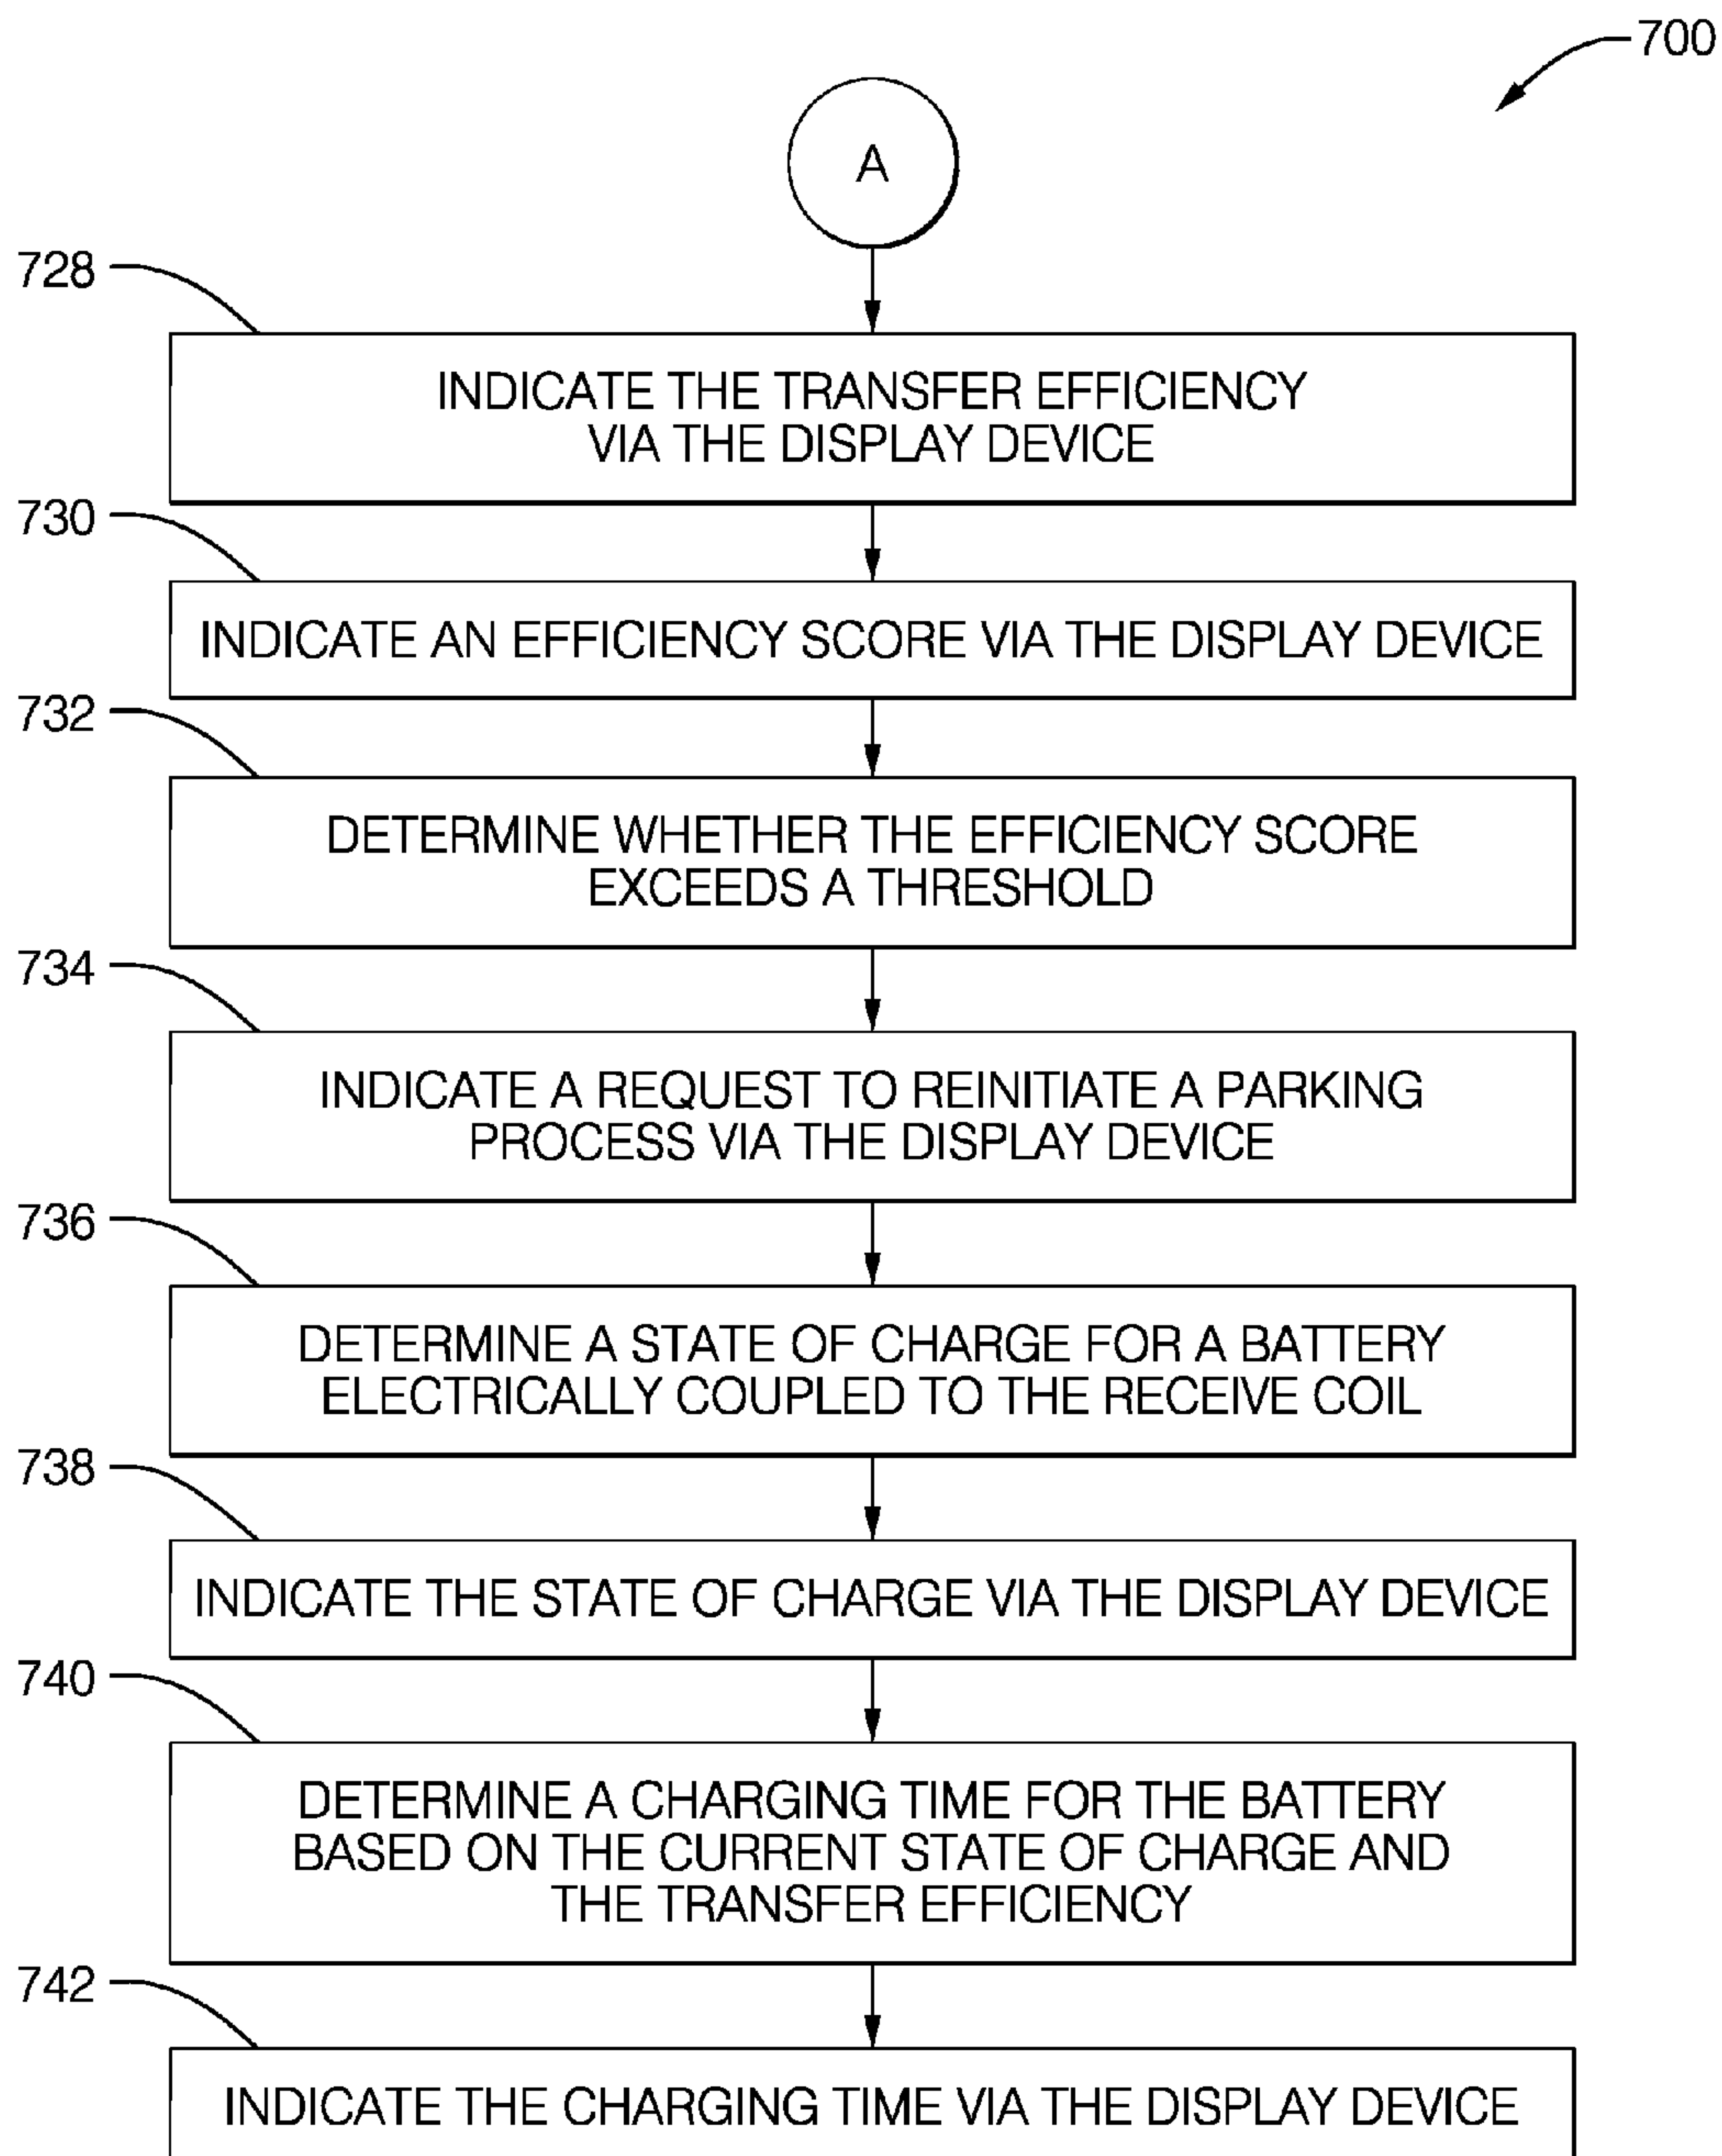 700
A
728
INDICATE THE TRANSFER EFFICIENCY
VIA THE DISPLAY DEVICE
730
INDICATE AN EFFICIENCY SCORE VIA THE DISPLAY DEVICE
732
DETERMINE WHETHER THE EFFICIENCY SCORE
EXCEEDS A THRESHOLD
734
INDICATE A REQUEST TO REINITIATE A PARKING
PROCESS VIA THE DISPLAY DEVICE
736
DETERMINE A STATE OF CHARGE FOR A BATTERY
ELECTRICALLY COUPLED TO THE RECEIVE COIL
738
INDICATE THE STATE OF CHARGE VIA THE DISPLAY DEVICE
740
DETERMINE A CHARGING TIME FOR THE BATTERY
BASED ON THE CURRENT STATE OF CHARGE AND
THE TRANSFER EFFICIENCY
742
INDICATE THE CHARGING TIME VIA THE DISPLAY DEVICE